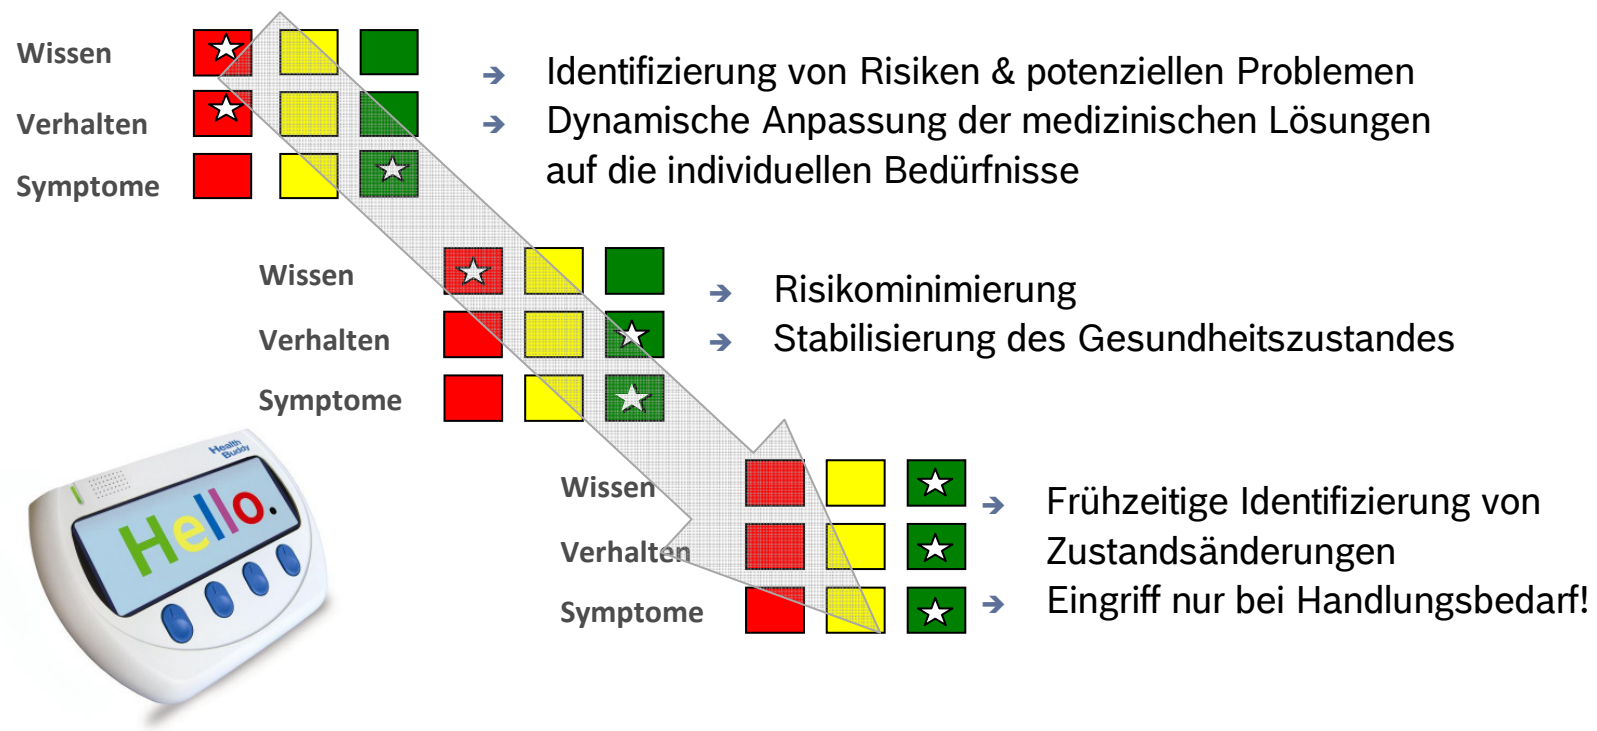 Wissen
Verhalten
Symptome
➔ Identifizierung von Risiken & potenziellen Problemen
➔ Dynamische Anpassung der medizinischen Lösungen
auf die individuellen Bedürfnisse
Wissen
Verhalten
Symptome
➔ Risikominimierung
➔ Stabilisierung des Gesundheitszustandes
Health
Buddy
Hello.
Wissen
Verhalten
Symptome
➔ Frühzeitige Identifizierung von
Zustandsänderungen
➔ Eingriff nur bei Handlungsbedarf!